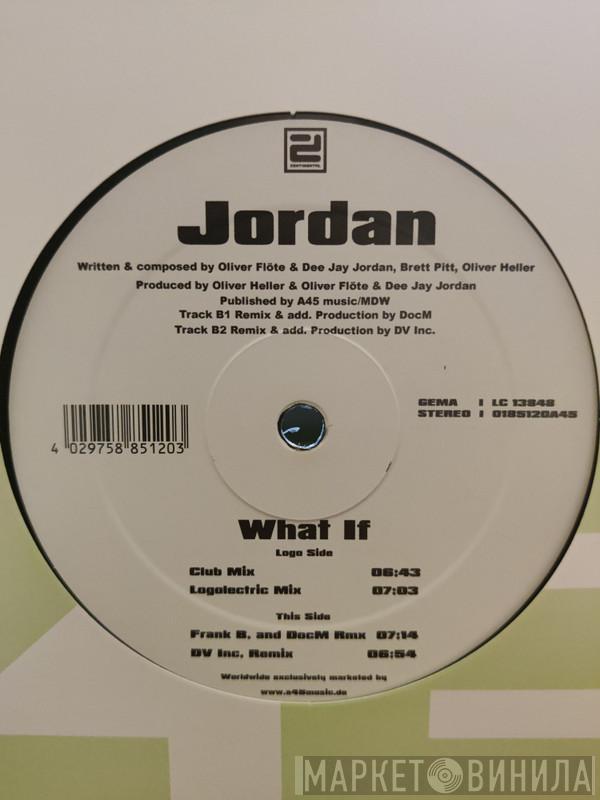 ZENTIMENTAL
Jordan
Written & composed by Oliver Flöte & Dee Jay Jordan, Brett Pitt, Oliver Heller
Produced by Oliver Heller & Oliver Flöte & Dee Jay Jordan
Published by A45 music/MDW
Track B1 Remix & add. Production by DocM
Track B2 Remix & add. Production by DV Inc.
GEMA I LC 13848
STEREO I 0185120A45
4 029758 851203
What If
Logo Side
Club Mix 06:43
Logolectric Mix 07:03
This Side
Frank B. and DocM Rmx 07:14
DV Inc. Remix 06:54
Worldwide exclusively marketed by
www.a45music.de
МАРКЕТ ВИНИЛА